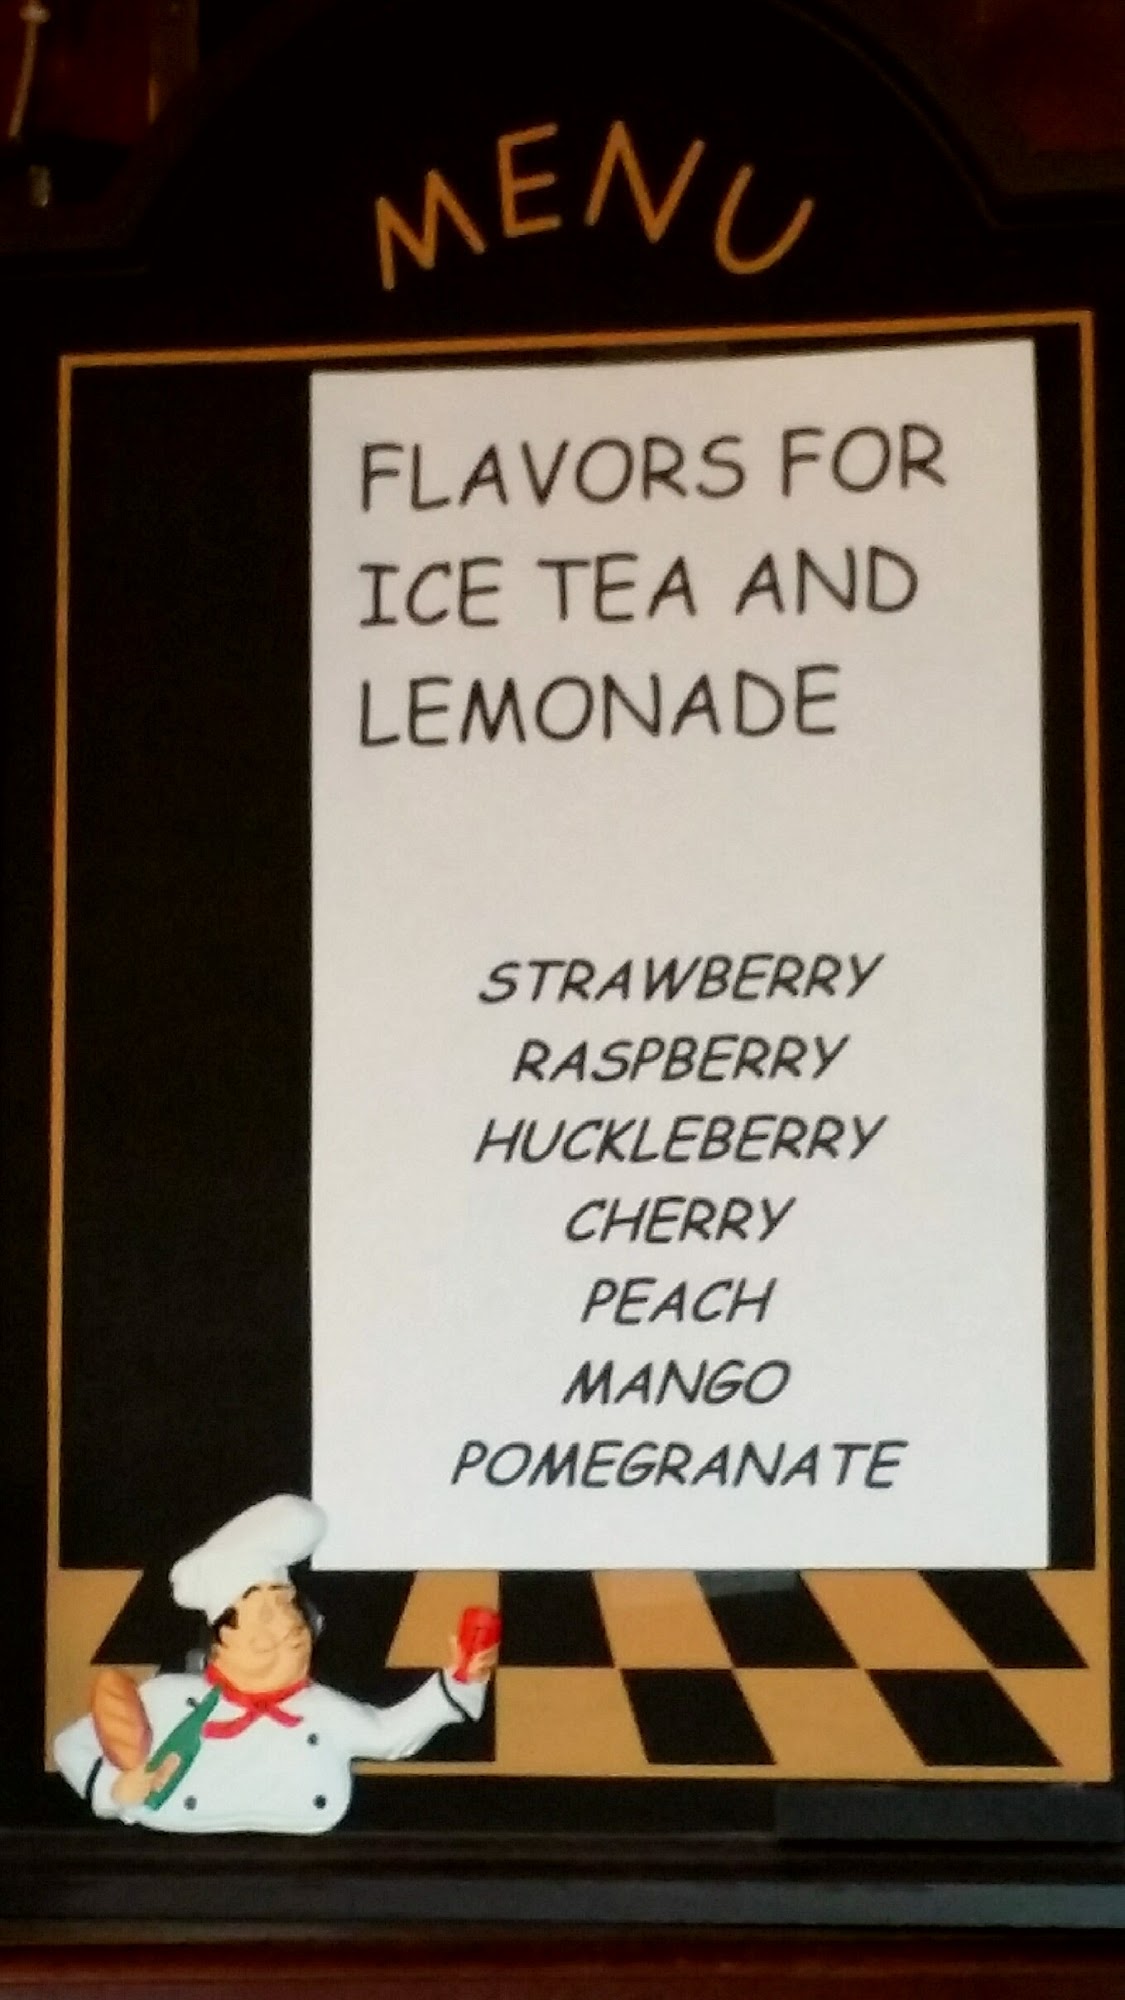 MENU
FLAVORS FOR
ICE TEA AND
LEMONADE
STRAWBERRY
RASPBERRY
HUCKLEBERRY
CHERRY
PEACH
MANGO
POMEGRANATE